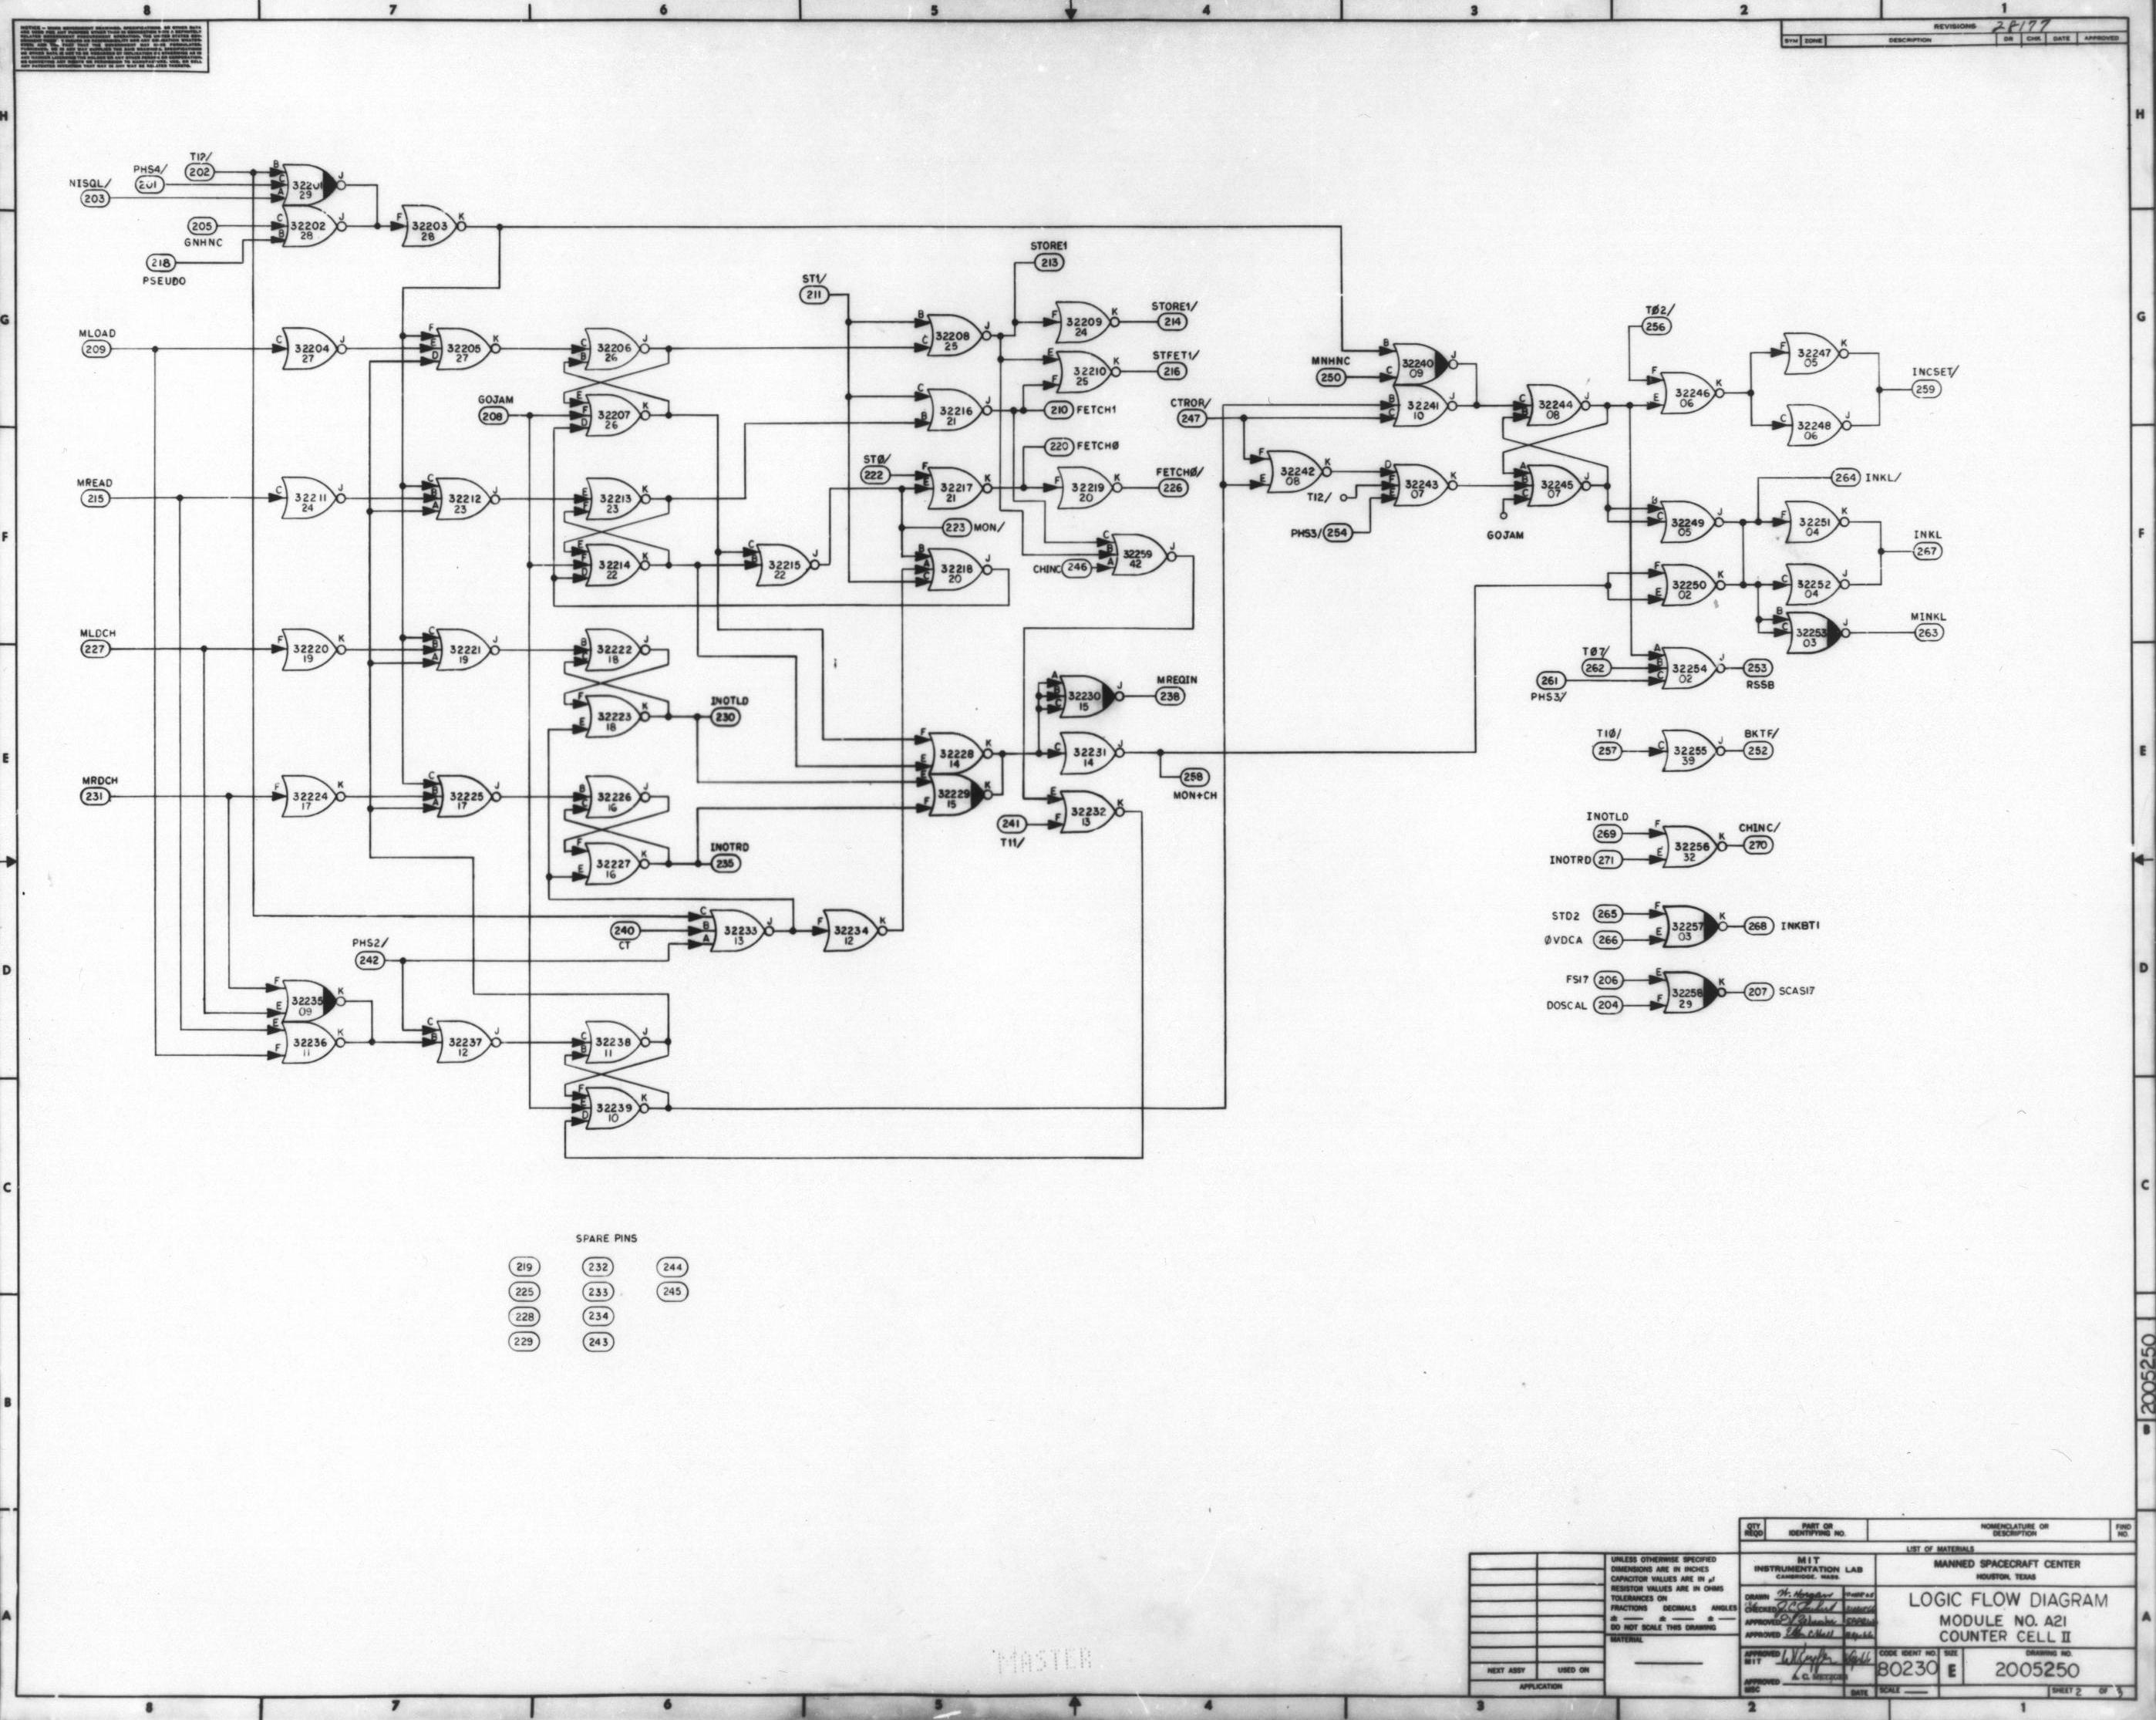 8 7 6 5 4 3 2 1
REVISIONS 28177
SYM ZONE DESCRIPTION DR CHK DATE APPROVED
H H
G G
F F
E E
D D
C C
B B
A A
T12/
202
PHS4/
201
NISQL/
203
205
GNHNC
218
PSEUDO
B C A 32201 29 J
C B 32202 28 J
F 32203 28 K
MLOAD
209
C 32204 27 J
F E D 32205 27 K
C B 32206 26 J
GOJAM
208
E F D 32207 26 K
ST1/
211
B C 32208 25 J
STORE1
213
F 32209 24 K
STORE1/
214
E F 32210 25 K
STFET1/
216
C B 32216 21 J
210 FETCH1
220 FETCHØ
MREAD
215
C 32211 24 J
C B A 32212 23 J
E F 32213 23 K
E F D 32214 22 K
C B 32215 22 J
STØ/
222
F E 32217 21 K
F 32219 20 K
FETCHØ/
226
223 MON/
B A C 32218 20 J
CHINC 246
C B A 32259 42 J
MLDCH
227
F 32220 19 K
C B A 32221 19 J
B C 32222 18 J
F E 32223 18 K
INOTLD
230
MRDCH
231
F 32224 17 K
C B A 32225 17 J
B C 32226 16 J
F E 32227 16 K
INOTRD
235
F E 32228 14 K
E F 32229 15 K
A B C 32230 15 J
MREQIN
238
C 32231 14 J
258
MON+CH
241
T11/
E F 32232 13 K
240
CT
C B A 32233 13 J
F 32234 12 K
PHS2/
242
F E 32235 09 K
E F 32236 11 K
C B 32237 12 J
C B 32238 11 J
F E D 32239 10 K
MNHNC
250
B C 32240 09 J
CTROR/
247
B C 32241 10 J
F E 32242 08 K
T12/
PHS3/ 254
D F E 32243 07 K
C B 32244 08 J
A B C 32245 07 J
GOJAM
TØ2/
256
F E 32246 06 K
F 32247 05 K
C 32248 06 J
INCSET/
259
264 INKL/
B C 32249 05 J
F E 32250 02 K
F 32251 04 K
C 32252 04 J
INKL
267
B C 32253 03 J
MINKL
263
TØ7/
262
261
PHS3/
A B C 32254 02 J
253
RSSB
T1Ø/
257
C 32255 39 J
BKTF/
252
INOTLD
269
INOTRD 271
F E 32256 32 K
CHINC/
270
STD2 265
ØVDCA 266
F E 32257 03 K
268 INKBT1
FS17 206
DOSCAL 204
E F 32258 29 K
207 SCAS17
SPARE PINS
219 232 244
225 233 245
228 234
229 243
2005250
MASTER
QTY REQD PART OR IDENTIFYING NO. NOMENCLATURE OR DESCRIPTION FIND NO.
LIST OF MATERIALS
UNLESS OTHERWISE SPECIFIED
DIMENSIONS ARE IN INCHES
CAPACITOR VALUES ARE IN µf
RESISTOR VALUES ARE IN OHMS
TOLERANCES ON
FRACTIONS DECIMALS ANGLES
± ± ±
DO NOT SCALE THIS DRAWING
MATERIAL
NEXT ASSY USED ON
APPLICATION
MIT
INSTRUMENTATION LAB
CAMBRIDGE, MASS.
DRAWN
CHECKED
APPROVED
APPROVED
APPROVED MIT
APPROVED MSC
DATE
MANNED SPACECRAFT CENTER
HOUSTON, TEXAS
LOGIC FLOW DIAGRAM
MODULE NO. A21
COUNTER CELL II
CODE IDENT NO. SIZE DRAWING NO.
80230 E 2005250
SCALE SHEET 2 OF 3
8 7 6 5 4 3 2 1